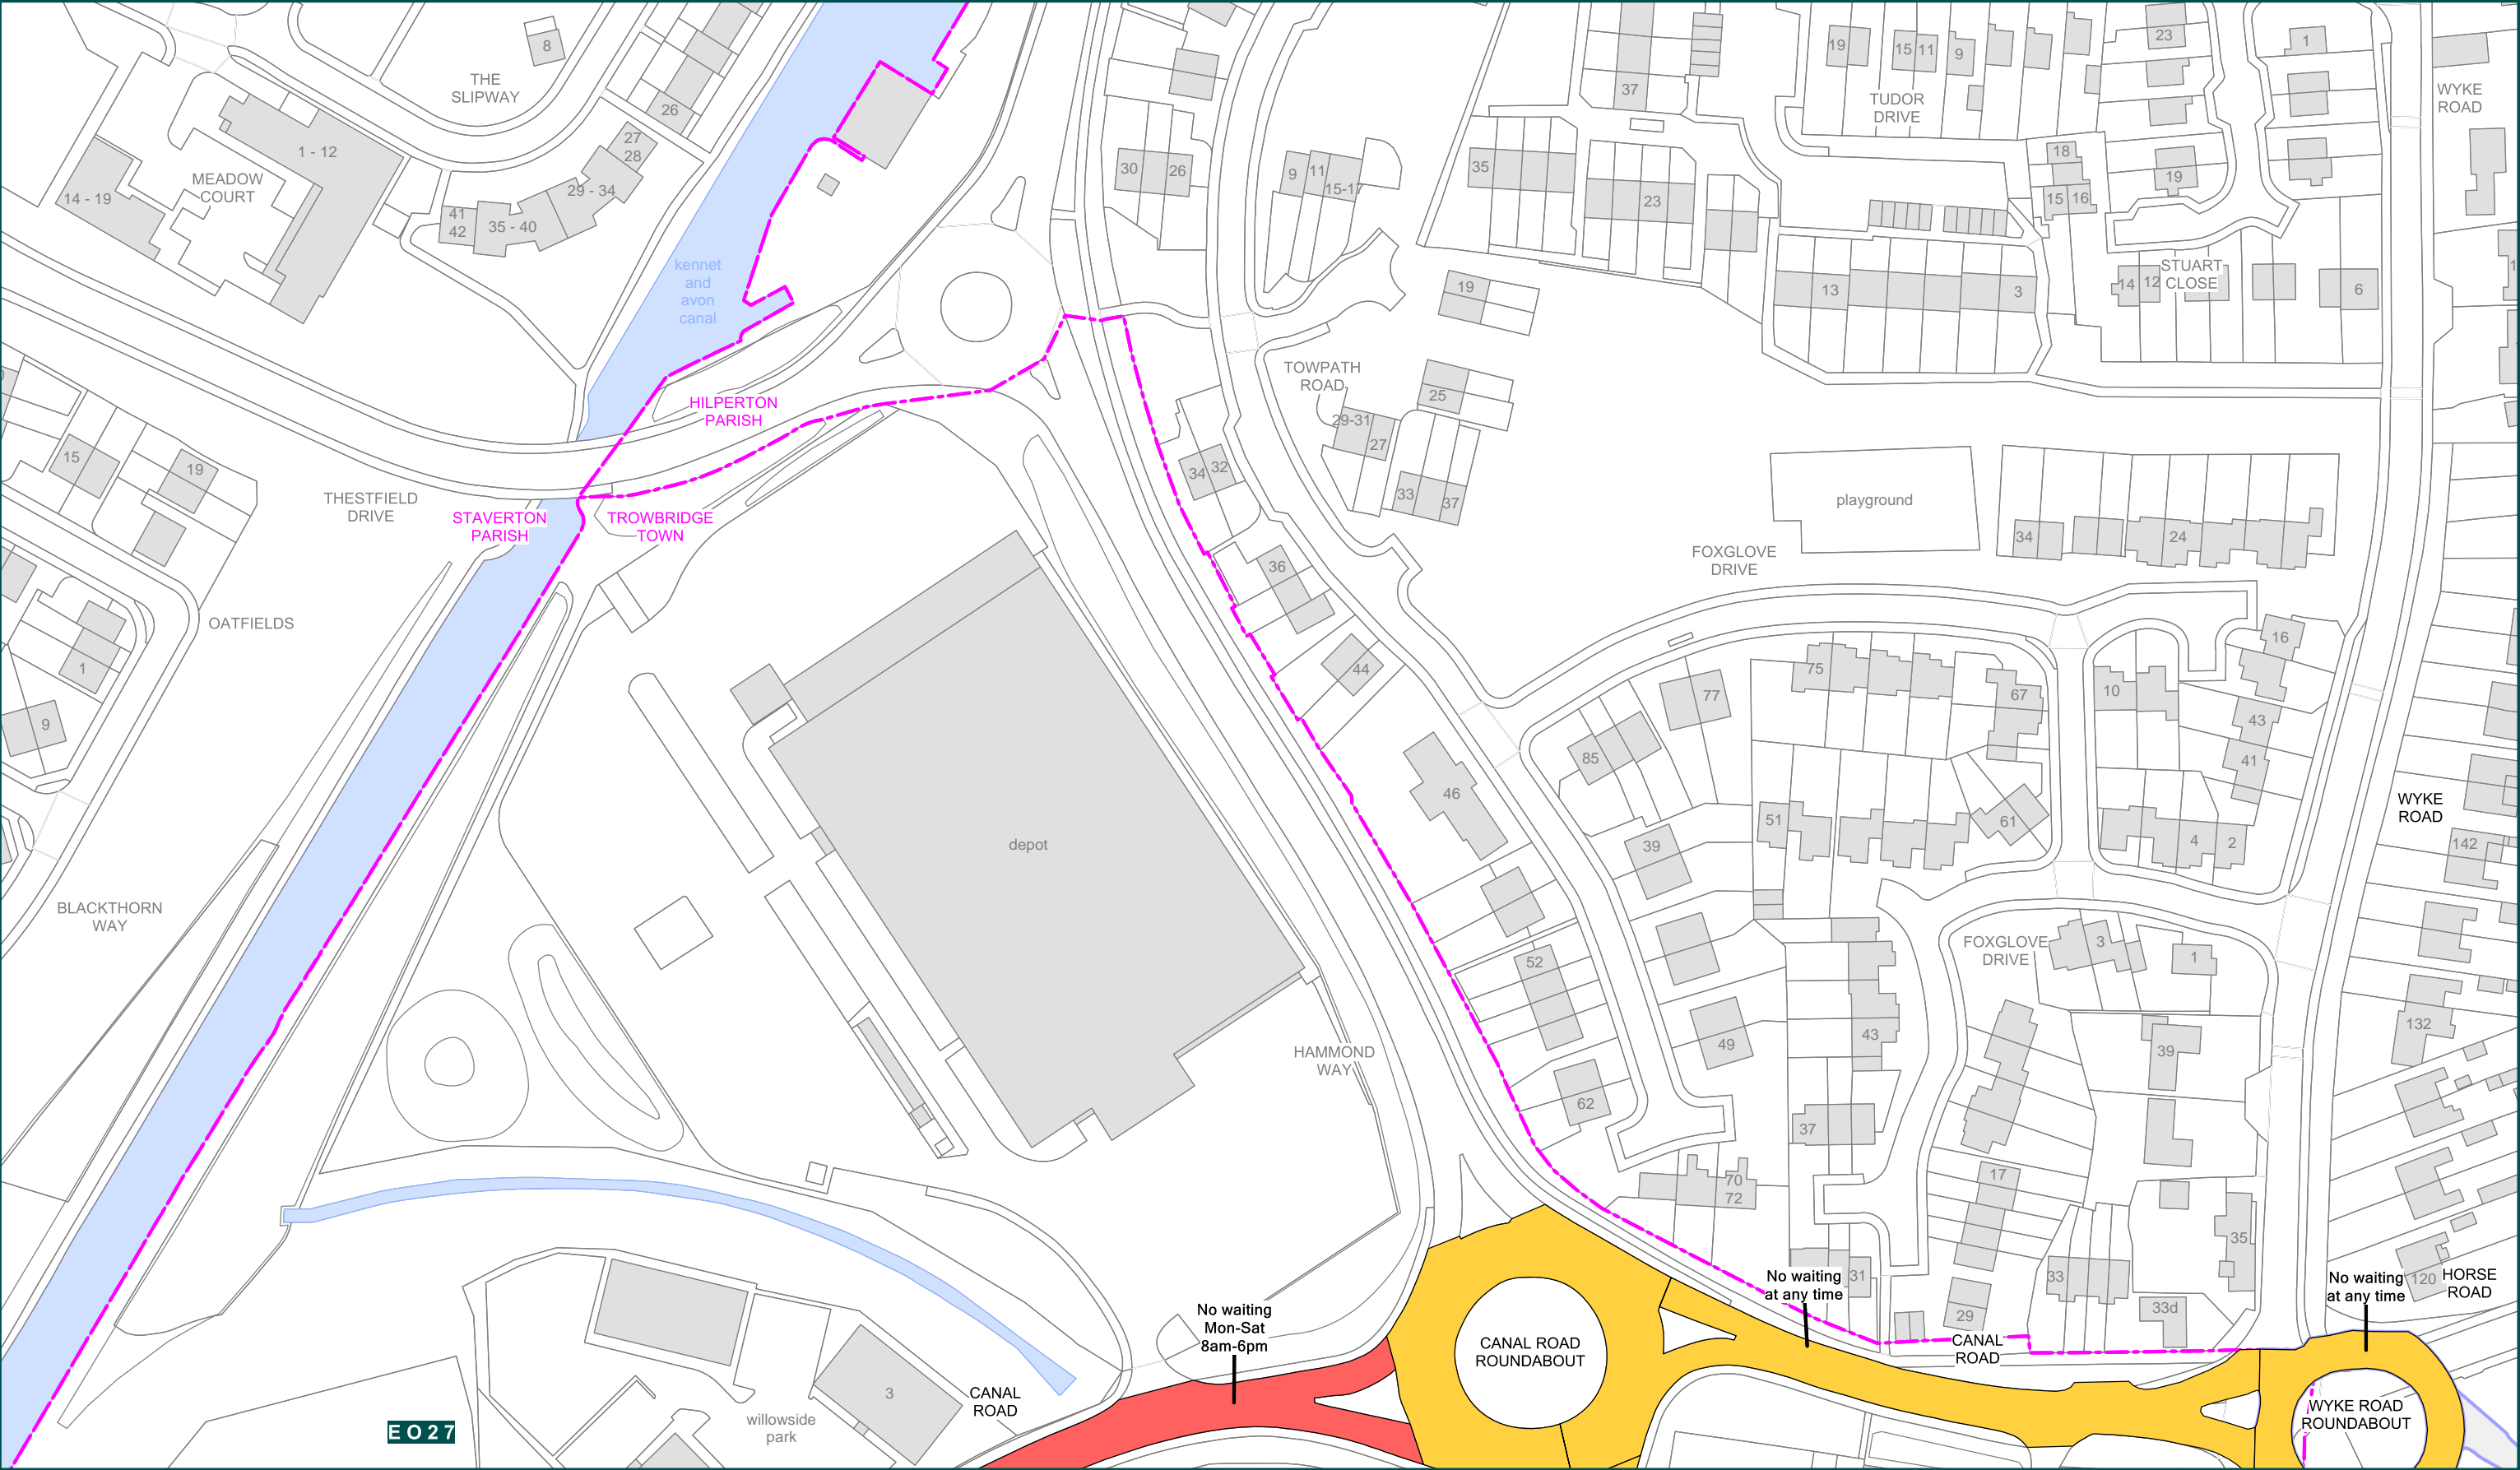 8
THE
SLIPWAY
26
27
28
1 - 12
MEADOW
COURT
14 - 19
29 - 34
41
42
35 - 40
kennet
and
avon
canal
30
26
9
11
15-17
37
35
23
19
15
11
9
TUDOR
DRIVE
23
1
WYKE
ROAD
18
15
16
19
13
3
14
12
STUART
CLOSE
6
19
TOWPATH
ROAD
25
29-31
27
33
37
HILPERTON
PARISH
34
32
15
19
THESTFIELD
DRIVE
STAVERTON
PARISH
TROWBRIDGE
TOWN
playground
34
24
FOXGLOVE
DRIVE
36
44
OATFIELDS
1
9
16
75
77
67
10
43
41
85
46
51
61
39
4
2
WYKE
ROAD
142
depot
BLACKTHORN
WAY
52
FOXGLOVE
DRIVE
3
1
132
49
43
39
HAMMOND
WAY
62
37
17
70
72
35
31
33
120
HORSE
ROAD
29
33d
No waiting
at any time
No waiting
at any time
No waiting
Mon-Sat
8am-6pm
CANAL ROAD
ROUNDABOUT
CANAL
ROAD
3
CANAL
ROAD
willowside
park
EO27
WYKE ROAD
ROUNDABOUT